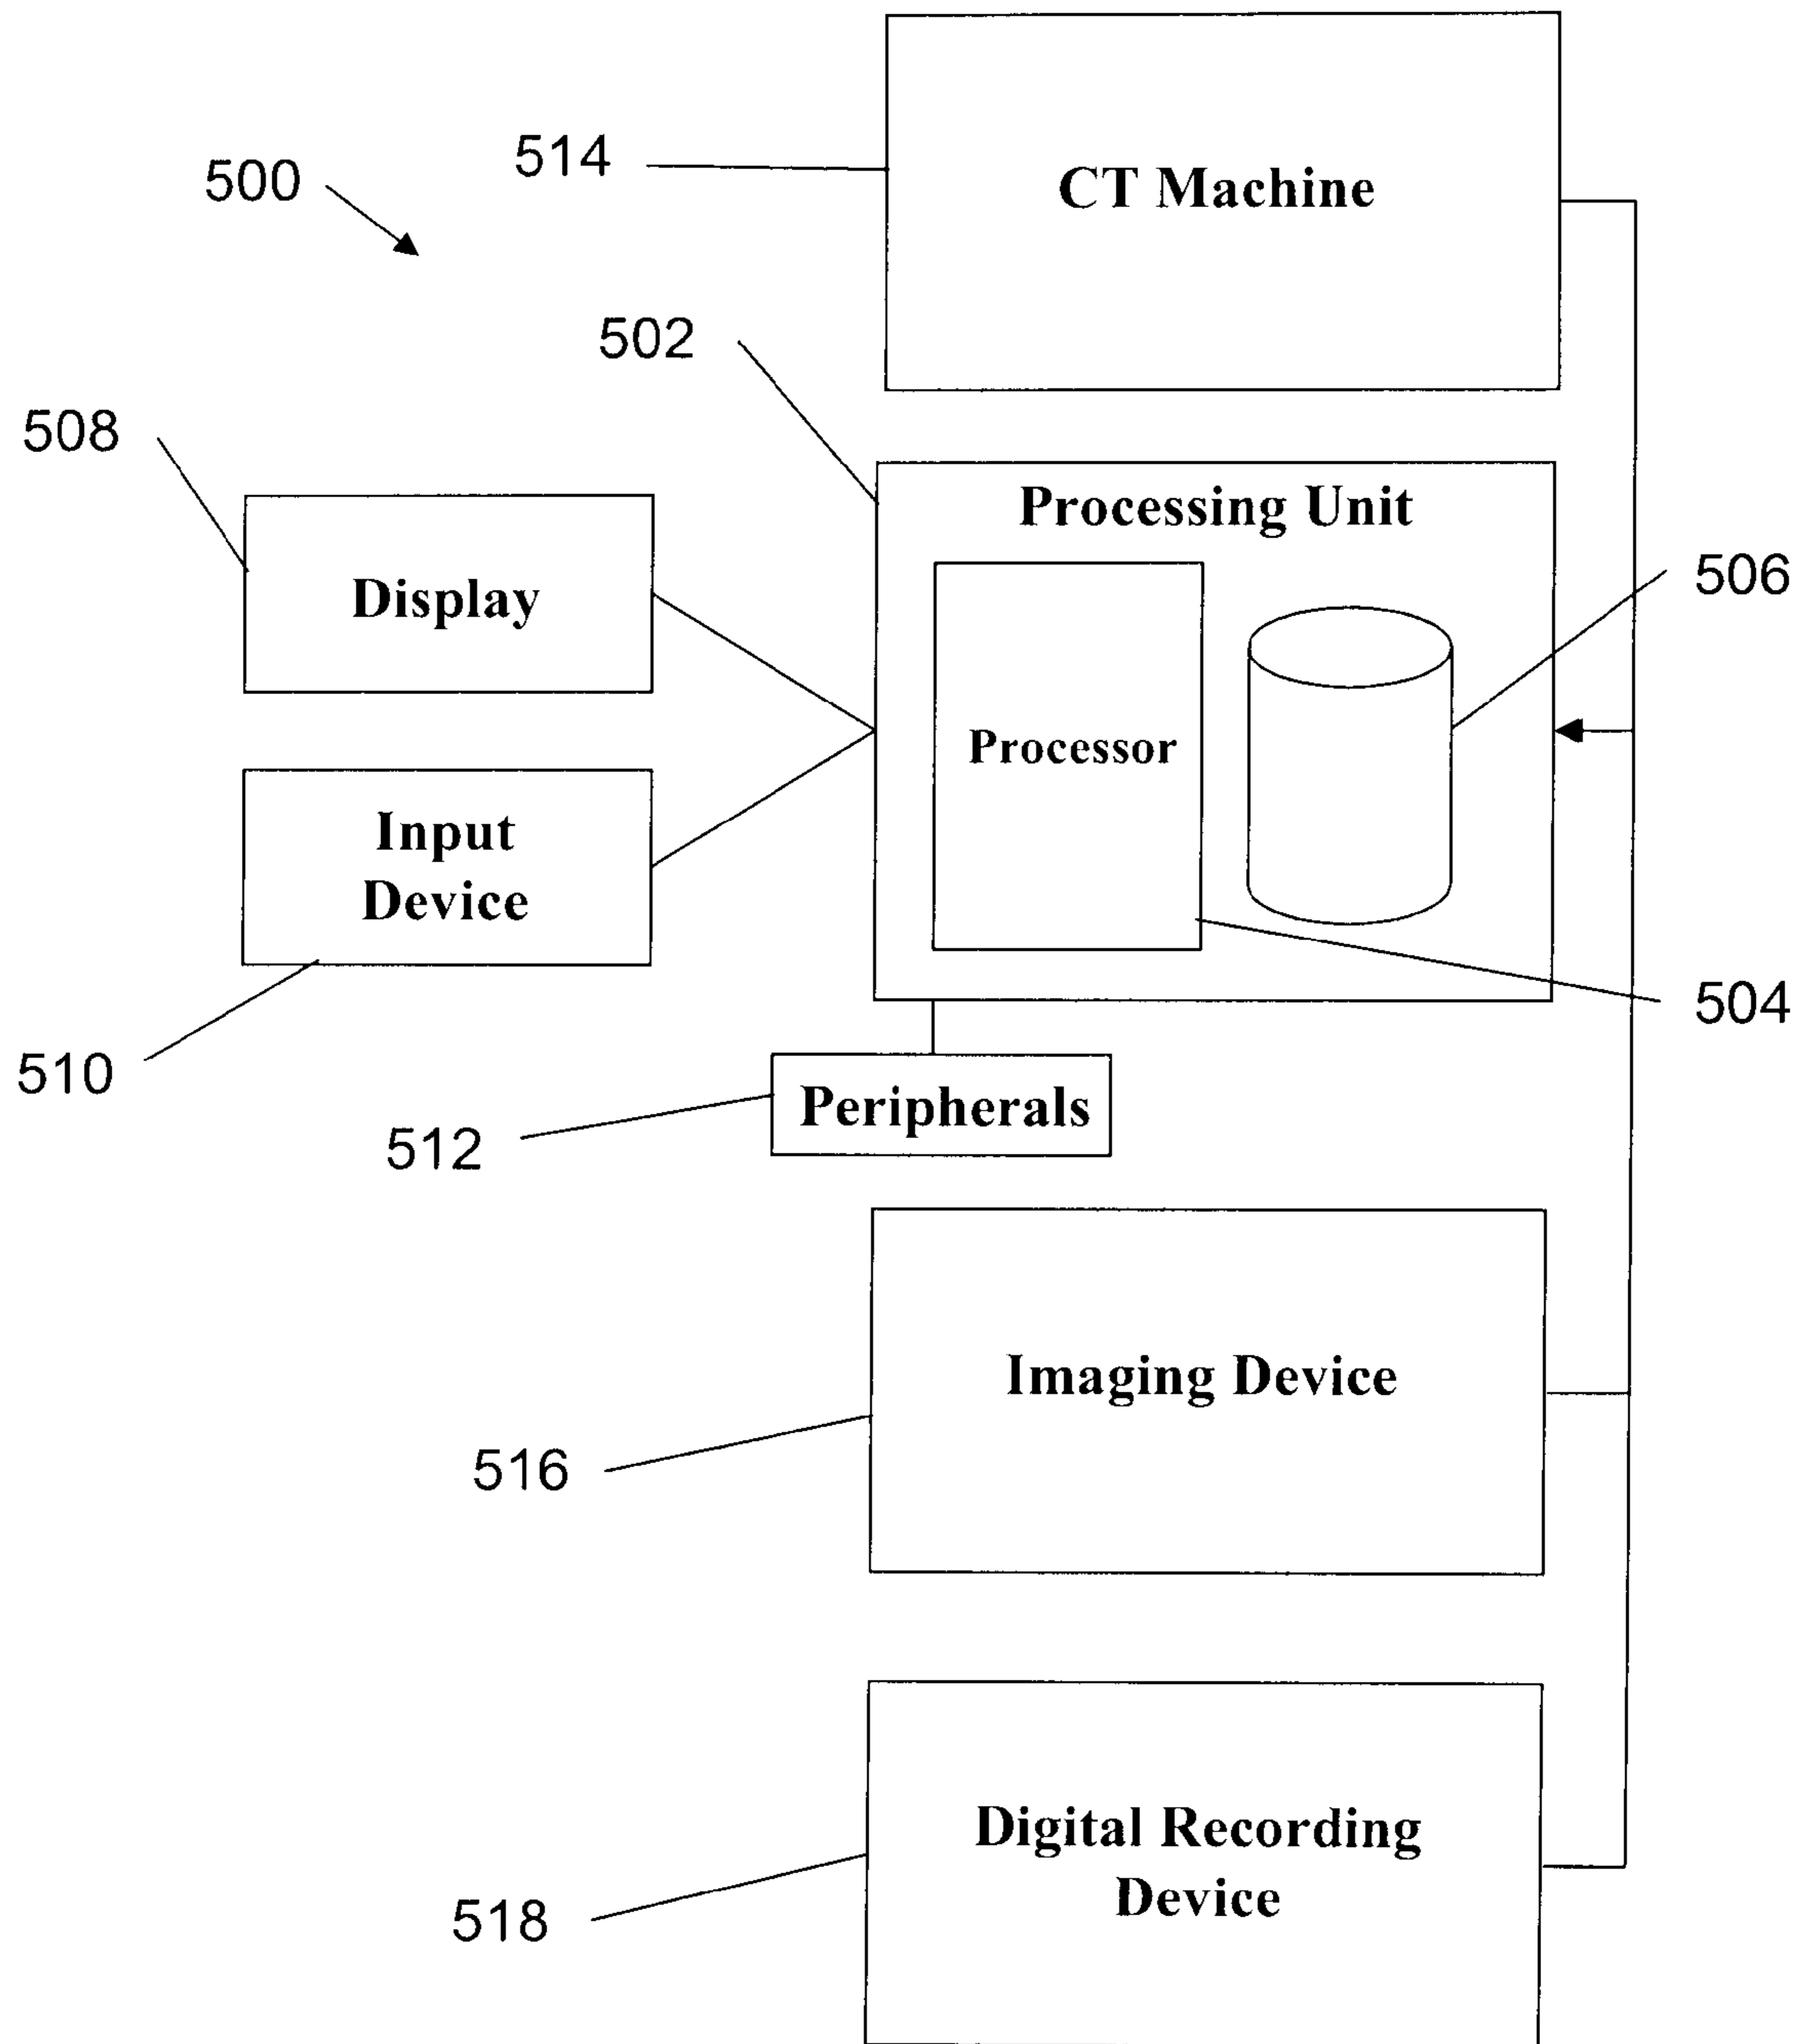 514
CT Machine
500
502
508
Processing Unit
Display
506
Processor
Input
Device
504
510
Peripherals
512
Imaging Device
516
Digital Recording
Device
518